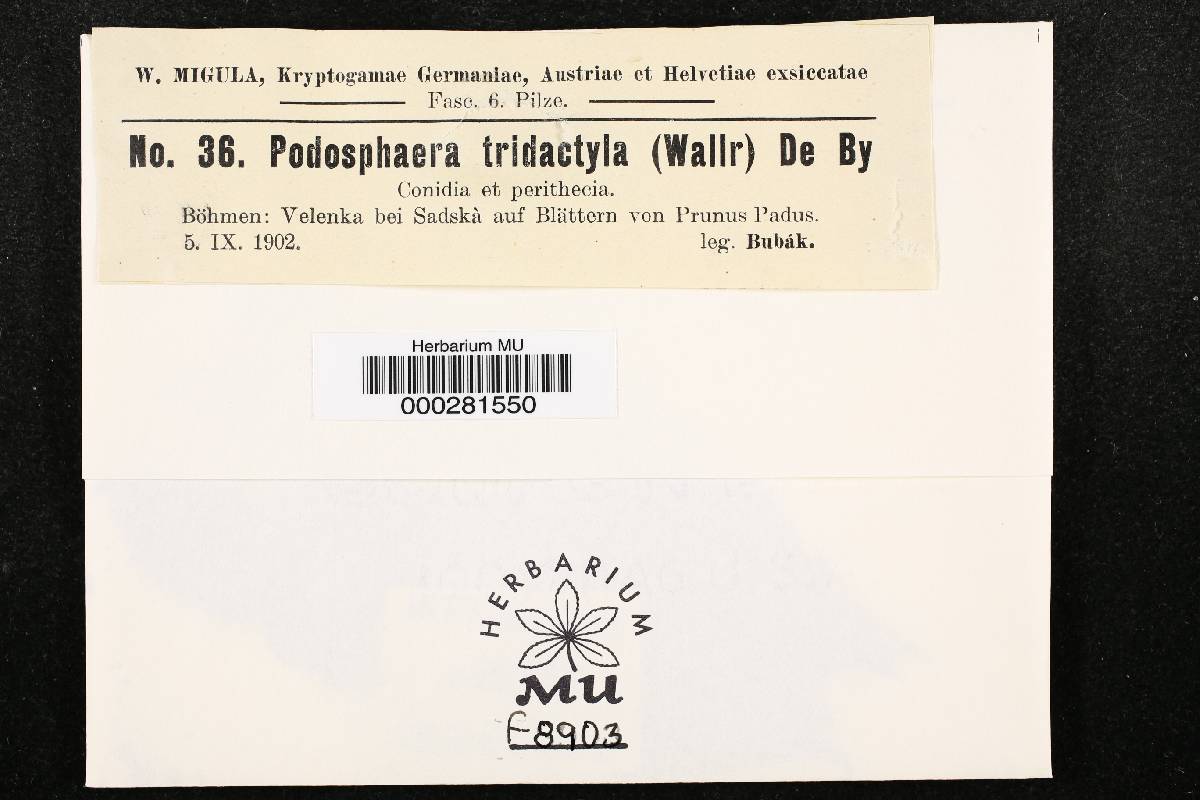 W. MIGULA, Kryptogamae Germaniae, Austriae et Helvetiae exsiccatae
Fasc. 6. Pilze.
No. 36. Podosphaera tridactyla (Wallr) De By
Conidia et perithecia.
Böhmen: Velenka bei Sadskà auf Blättern von Prunus Padus.
5. IX. 1902. leg. Bubák.
Herbarium MU
000281550
HERBARIUM
MU
F8903